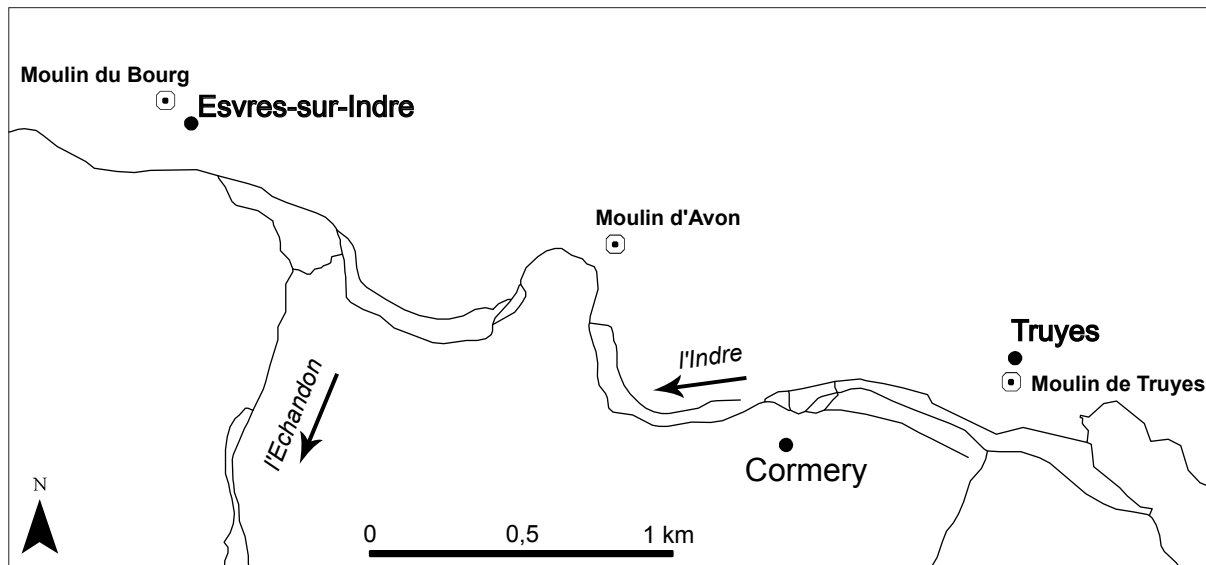 Moulin du Bourg
Esvres-sur-Indre
Moulin d'Avon
Truyes
l'Indre
Moulin de Truyes
l'Echandon
Cormery
N
0 0,5 1 km